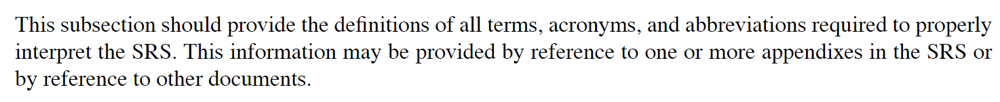 This subsection should provide the definitions of all terms, acronyms, and abbreviations required to properly
interpret the SRS. This information may be provided by reference to one or more appendixes in the SRS or
by reference to other documents.